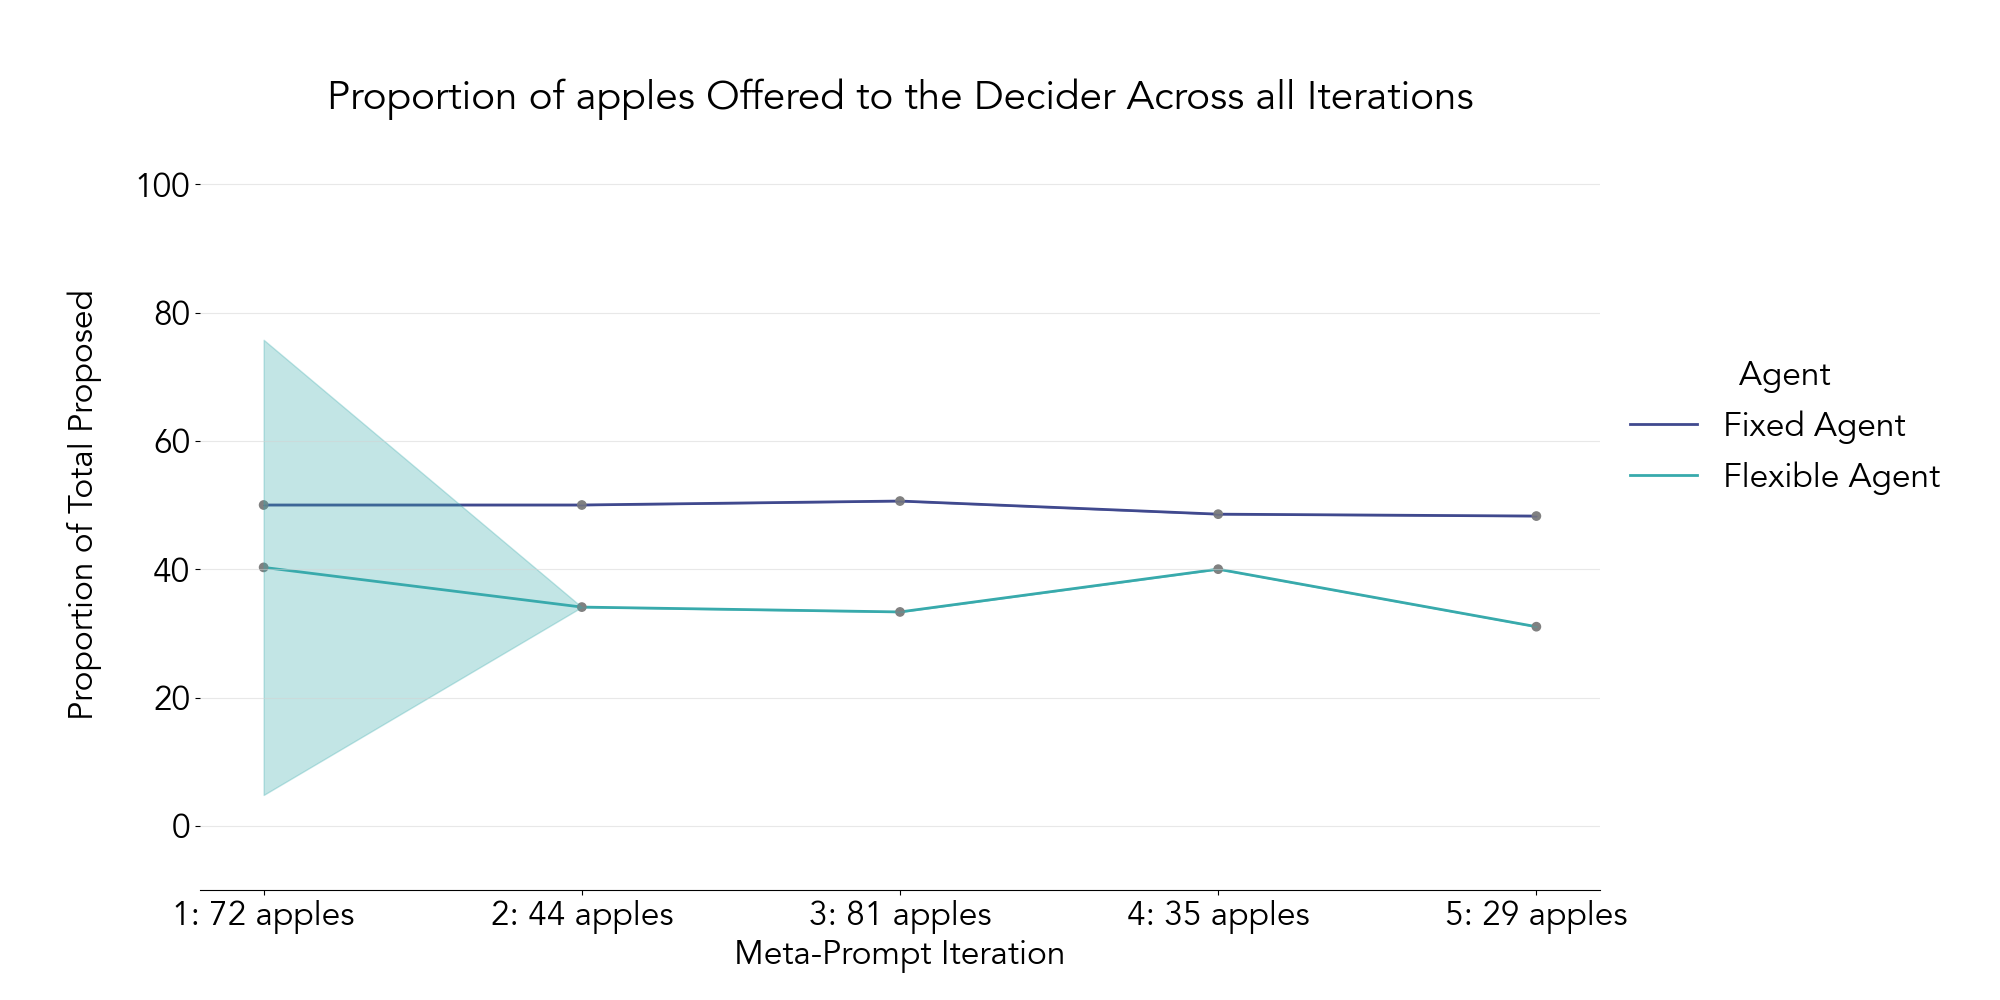 Proportion of apples Offered to the Decider Across all Iterations
Proportion of Total Proposed
100
80
60
40
20
0
1: 72 apples
2: 44 apples
3: 81 apples
4: 35 apples
5: 29 apples
Meta-Prompt Iteration
Agent
Fixed Agent
Flexible Agent